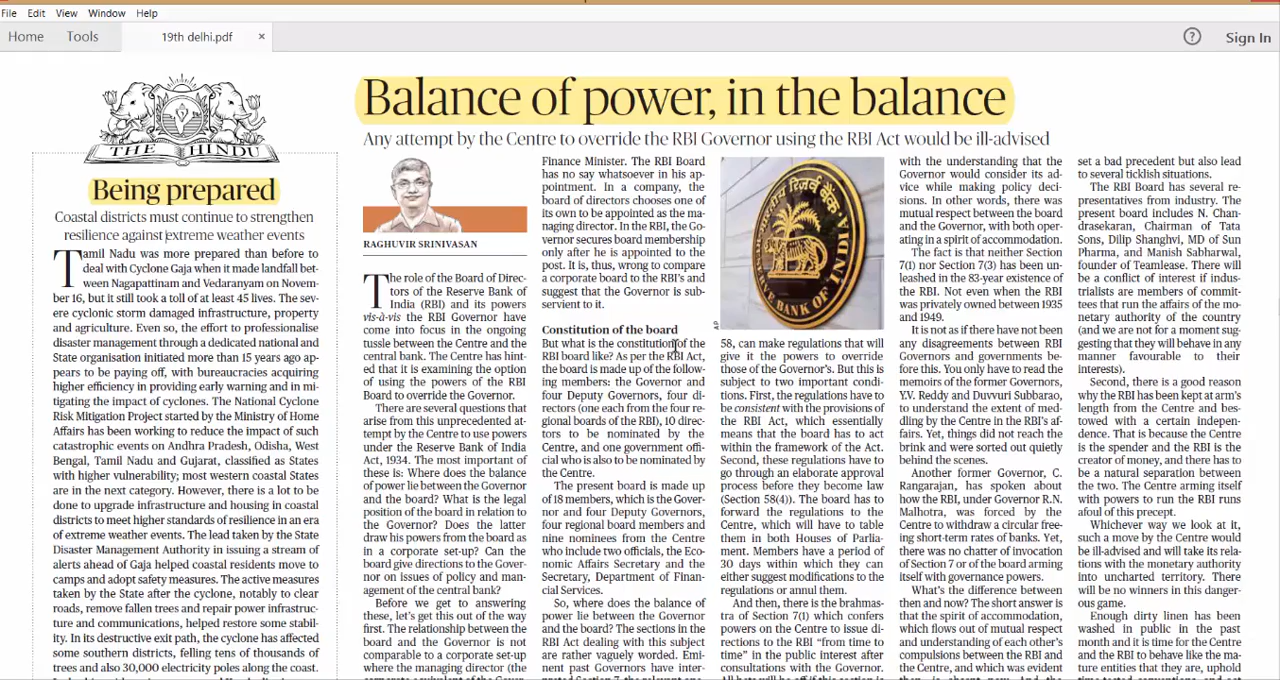 File Edit View Window Help
Home Tools 19th delhi.pdf × ? Sign In
THE HINDU
Being prepared
Coastal districts must continue to strengthen
resilience against extreme weather events
Tamil Nadu was more prepared than before to
deal with Cyclone Gaja when it made landfall bet-
ween Nagapattinam and Vedaranyam on Novem-
ber 16, but it still took a toll of at least 45 lives. The sev-
ere cyclonic storm damaged infrastructure, property
and agriculture. Even so, the effort to professionalise
disaster management through a dedicated national and
State organisation initiated more than 15 years ago ap-
pears to be paying off, with bureaucracies acquiring
higher efficiency in providing early warning and in mi-
tigating the impact of cyclones. The National Cyclone
Risk Mitigation Project started by the Ministry of Home
Affairs has been working to reduce the impact of such
catastrophic events on Andhra Pradesh, Odisha, West
Bengal, Tamil Nadu and Gujarat, classified as States
with higher vulnerability; most western coastal States
are in the next category. However, there is a lot to be
done to upgrade infrastructure and housing in coastal
districts to meet higher standards of resilience in an era
of extreme weather events. The lead taken by the State
Disaster Management Authority in issuing a stream of
alerts ahead of Gaja helped coastal residents move to
camps and adopt safety measures. The active measures
taken by the State after the cyclone, notably to clear
roads, remove fallen trees and repair power infrastruc-
ture and communications, helped restore some stabil-
ity. In its destructive exit path, the cyclone has affected
some southern districts, felling tens of thousands of
trees and also 30,000 electricity poles along the coast.
Balance of power, in the balance
Any attempt by the Centre to override the RBI Governor using the RBI Act would be ill-advised
RAGHUVIR SRINIVASAN
The role of the Board of Direc-
tors of the Reserve Bank of
India (RBI) and its powers
vis-à-vis the RBI Governor have
come into focus in the ongoing
tussle between the Centre and the
central bank. The Centre has hint-
ed that it is examining the option
of using the powers of the RBI
Board to override the Governor.
There are several questions that
arise from this unprecedented at-
tempt by the Centre to use powers
under the Reserve Bank of India
Act, 1934. The most important of
these is: Where does the balance
of power lie between the Governor
and the board? What is the legal
position of the board in relation to
the Governor? Does the latter
draw his powers from the board as
in a corporate set-up? Can the
board give directions to the Gover-
nor on issues of policy and man-
agement of the central bank?
Before we get to answering
these, let's get this out of the way
first. The relationship between the
board and the Governor is not
comparable to a corporate set-up
where the managing director (the
Finance Minister. The RBI Board
has no say whatsoever in his ap-
pointment. In a company, the
board of directors chooses one of
its own to be appointed as the ma-
naging director. In the RBI, the Go-
vernor secures board membership
only after he is appointed to the
post. It is, thus, wrong to compare
a corporate board to the RBI's and
suggest that the Governor is sub-
servient to it.
Constitution of the board
But what is the constitution of the
RBI board like? As per the RBI Act,
the board is made up of the follow-
ing members: the Governor and
four Deputy Governors, four di-
rectors (one each from the four re-
gional boards of the RBI), 10 direc-
tors to be nominated by the
Centre, and one government offi-
cial who is also to be nominated by
the Centre.
The present board is made up
of 18 members, which is the Gover-
nor and four Deputy Governors,
four regional board members and
nine nominees from the Centre
who include two officials, the Eco-
nomic Affairs Secretary and the
Secretary, Department of Finan-
cial Services.
So, where does the balance of
power lie between the Governor
and the board? The sections in the
RBI Act dealing with this subject
are rather vaguely worded. Emi-
nent past Governors have inter-
भारतीय रिज़र्व बैंक
RESERVE BANK OF INDIA
AP
58, can make regulations that will
give it the powers to override
those of the Governor's. But this is
subject to two important condi-
tions. First, the regulations have to
be consistent with the provisions of
the RBI Act, which essentially
means that the board has to act
within the framework of the Act.
Second, these regulations have to
go through an elaborate approval
process before they become law
(Section 58(4)). The board has to
forward the regulations to the
Centre, which will have to table
them in both Houses of Parlia-
ment. Members have a period of
30 days within which they can
either suggest modifications to the
regulations or annul them.
And then, there is the brahmas-
tra of Section 7(1) which confers
powers on the Centre to issue di-
rections to the RBI "from time to
time" in the public interest after
consultations with the Governor.
with the understanding that the
Governor would consider its ad-
vice while making policy deci-
sions. In other words, there was
mutual respect between the board
and the Governor, with both oper-
ating in a spirit of accommodation.
The fact is that neither Section
7(1) nor Section 7(3) has been un-
leashed in the 83-year existence of
the RBI. Not even when the RBI
was privately owned between 1935
and 1949.
It is not as if there have not been
any disagreements between RBI
Governors and governments be-
fore this. You only have to read the
memoirs of the former Governors,
Y.V. Reddy and Duvvuri Subbarao,
to understand the extent of med-
dling by the Centre in the RBI's af-
fairs. Yet, things did not reach the
brink and were sorted out quietly
behind the scenes.
Another former Governor, C.
Rangarajan, has spoken about
how the RBI, under Governor R.N.
Malhotra, was forced by the
Centre to withdraw a circular free-
ing short-term rates of banks. Yet,
there was no chatter of invocation
of Section 7 or of the board arming
itself with governance powers.
What's the difference between
then and now? The short answer is
that the spirit of accommodation,
which flows out of mutual respect
and understanding of each other's
compulsions between the RBI and
the Centre, and which was evident
set a bad precedent but also lead
to several ticklish situations.
The RBI Board has several re-
presentatives from industry. The
present board includes N. Chan-
drasekaran, Chairman of Tata
Sons, Dilip Shanghvi, MD of Sun
Pharma, and Manish Sabharwal,
founder of Teamlease. There will
be a conflict of interest if indus-
trialists are members of commit-
tees that run the affairs of the mo-
netary authority of the country
(and we are not for a moment sug-
gesting that they will behave in any
manner favourable to their
interests).
Second, there is a good reason
why the RBI has been kept at arm's
length from the Centre and bes-
towed with a certain indepen-
dence. That is because the Centre
is the spender and the RBI is the
creator of money, and there has to
be a natural separation between
the two. The Centre arming itself
with powers to run the RBI runs
afoul of this precept.
Whichever way we look at it,
such a move by the Centre would
be ill-advised and will take its rela-
tions with the monetary authority
into uncharted territory. There
will be no winners in this danger-
ous game.
Enough dirty linen has been
washed in public in the past
month and it is time for the Centre
and the RBI to behave like the ma-
ture entities that they are, uphold